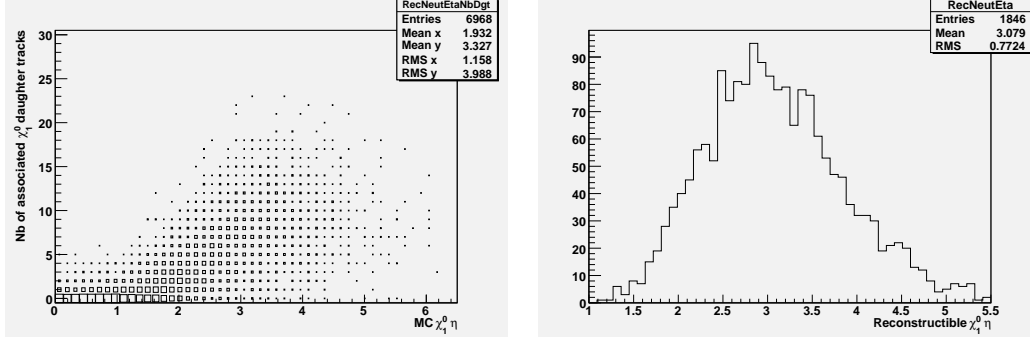 RecNeutEtaNbDgt
Entries 6968
Mean x 1.932
Mean y 3.327
RMS x 1.158
RMS y 3.988
30
25
20
15
10
5
0
Nb of associated χ⁰₁ daughter tracks
0 1 2 3 4 5 6
MC χ⁰₁ η
RecNeutEta
Entries 1846
Mean 3.079
RMS 0.7724
90
80
70
60
50
40
30
20
10
0
1 1.5 2 2.5 3 3.5 4 4.5 5 5.5
Reconstructible χ⁰₁ η